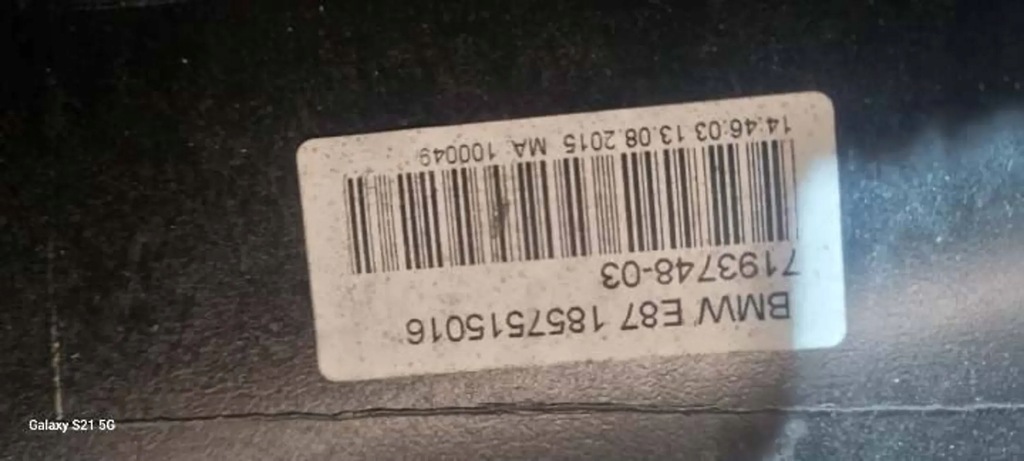 BMW E87 1857515016
7193748-03
14:46:03 13.08.2015 MA: 100049
Galaxy S21 5G